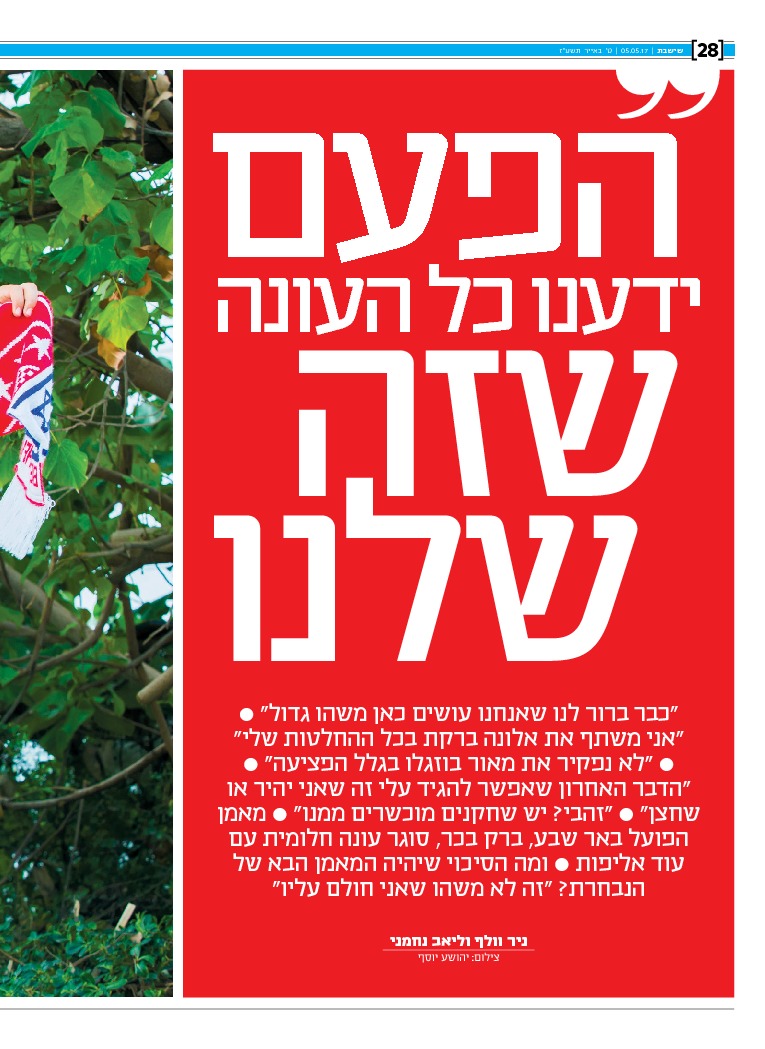 [28] שישבת | 05.05.17 | ט' באייר תשע"ז
”
הפעם
ידענו כל העונה
שזה
שלנו
"כבר ברור לנו שאנחנו עושים כאן משהו גדול" ●
"אני משתף את אלונה ברקת בכל ההחלטות שלי"
● "לא נפקיר את מאור בוזגלו בגלל הפציעה" ●
"הדבר האחרון שאפשר להגיד עלי זה שאני יהיר או
שחצן" ● "זהבי? יש שחקנים מוכשרים ממנו" ● מאמן
הפועל באר שבע, ברק בכר, סוגר עונה חלומית עם
עוד אליפות ● ומה הסיכוי שיהיה המאמן הבא של
הנבחרת? "זה לא משהו שאני חולם עליו"
ניר וולף וליאב נחמני
צילום: יהושע יוסף